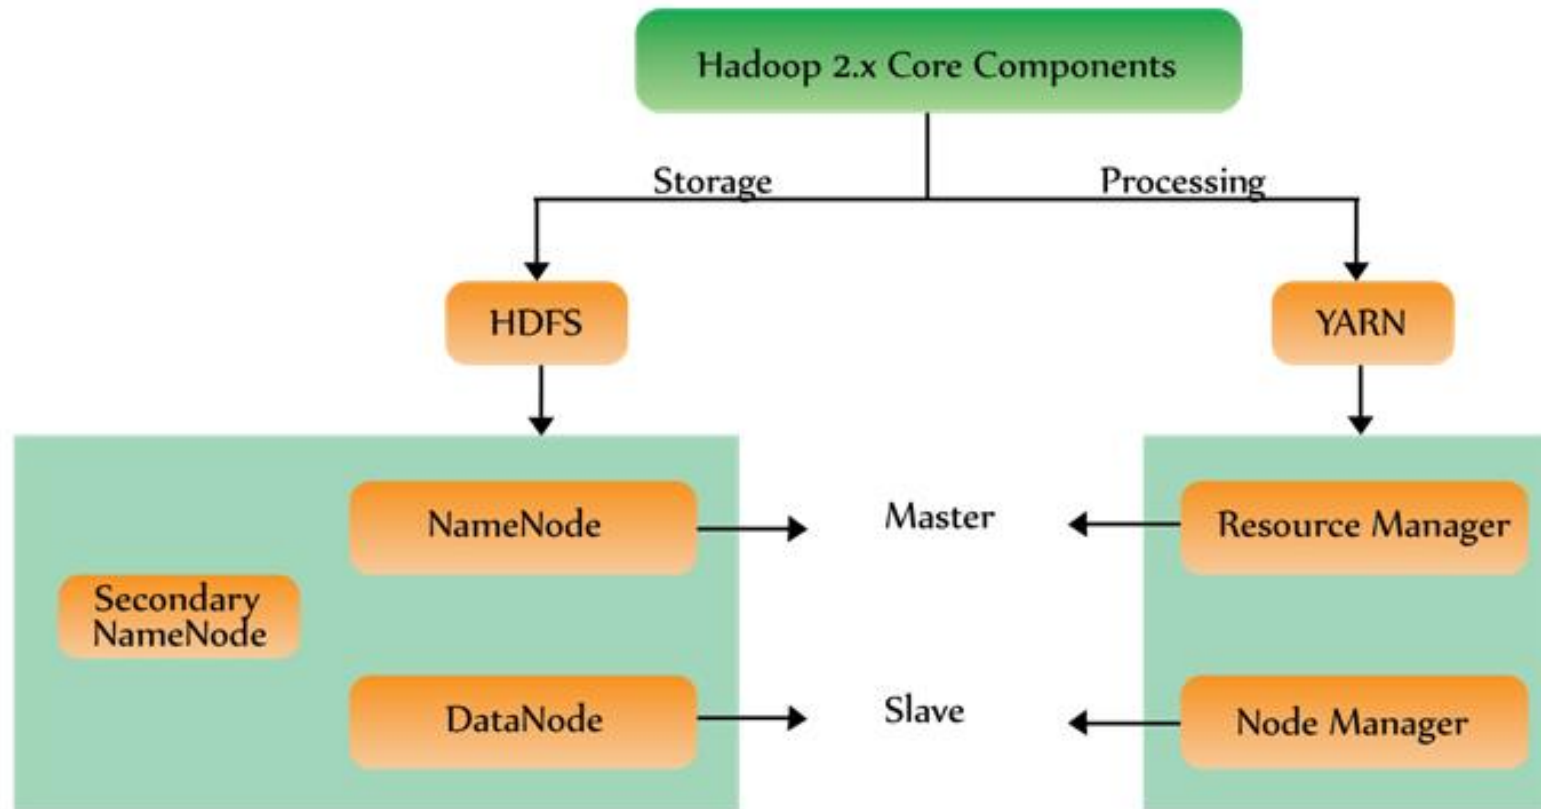 Hadoop 2.x Core Components
Storage
Processing
HDFS
YARN
NameNode
Master
Resource Manager
Secondary
NameNode
DataNode
Slave
Node Manager